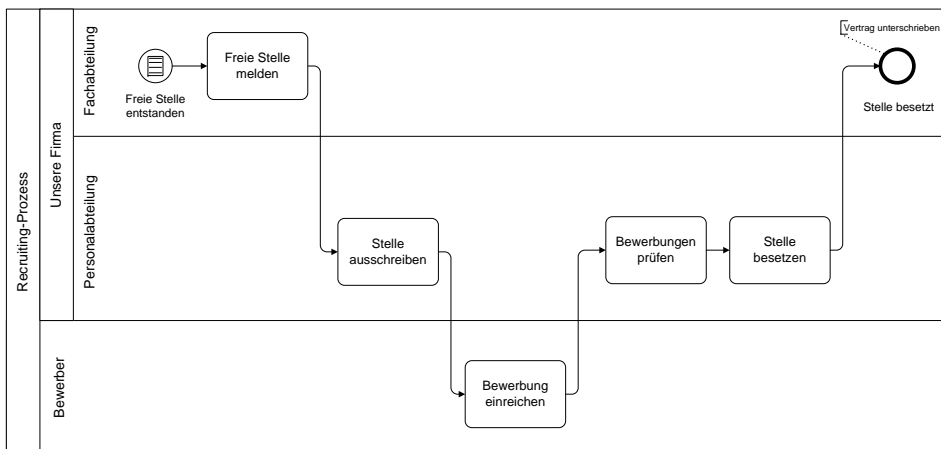 Recruiting-Prozess
Unsere Firma
Fachabteilung
Freie Stelle
entstanden
Freie Stelle
melden
Vertrag unterschrieben
Stelle besetzt
Personalabteilung
Stelle
ausschreiben
Bewerbungen
prüfen
Stelle
besetzen
Bewerber
Bewerbung
einreichen